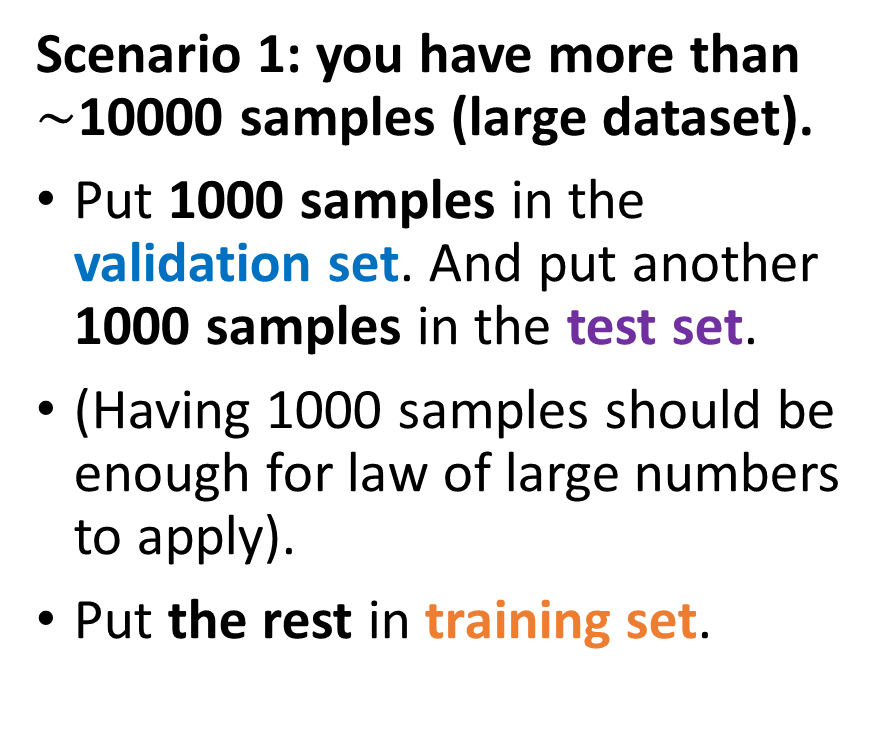 Scenario 1: you have more than
~10000 samples (large dataset).
• Put 1000 samples in the
validation set. And put another
1000 samples in the test set.
• (Having 1000 samples should be
enough for law of large numbers
to apply).
• Put the rest in training set.